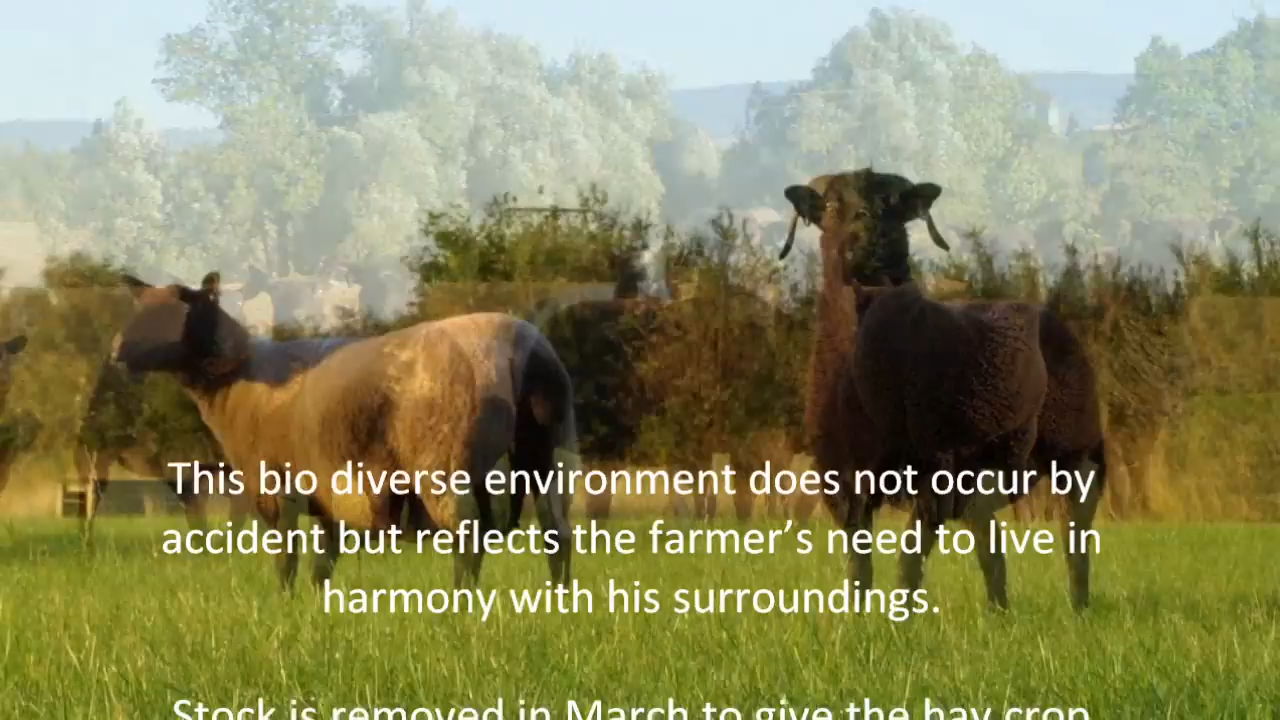 This bio diverse environment does not occur by
accident but reflects the farmer’s need to live in
harmony with his surroundings.
Stock is removed in March to give the hay crop